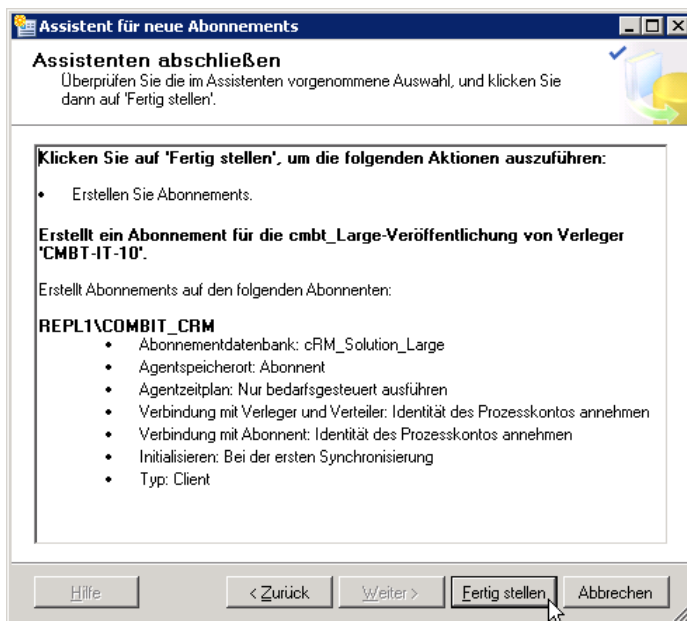 Assistent für neue Abonnements
Assistenten abschließen
Überprüfen Sie die im Assistenten vorgenommene Auswahl, und klicken Sie
dann auf 'Fertig stellen'.
Klicken Sie auf 'Fertig stellen', um die folgenden Aktionen auszuführen:
• Erstellen Sie Abonnements.
Erstellt ein Abonnement für die cmbt_Large-Veröffentlichung von Verleger
'CMBT-IT-10'.
Erstellt Abonnements auf den folgenden Abonnenten:
REPL1\COMBIT_CRM
• Abonnementdatenbank: cRM_Solution_Large
• Agentspeicherort: Abonnent
• Agentzeitplan: Nur bedarfsgesteuert ausführen
• Verbindung mit Verleger und Verteiler: Identität des Prozesskontos annehmen
• Verbindung mit Abonnent: Identität des Prozesskontos annehmen
• Initialisieren: Bei der ersten Synchronisierung
• Typ: Client
Hilfe < Zurück Weiter > Fertig stellen Abbrechen